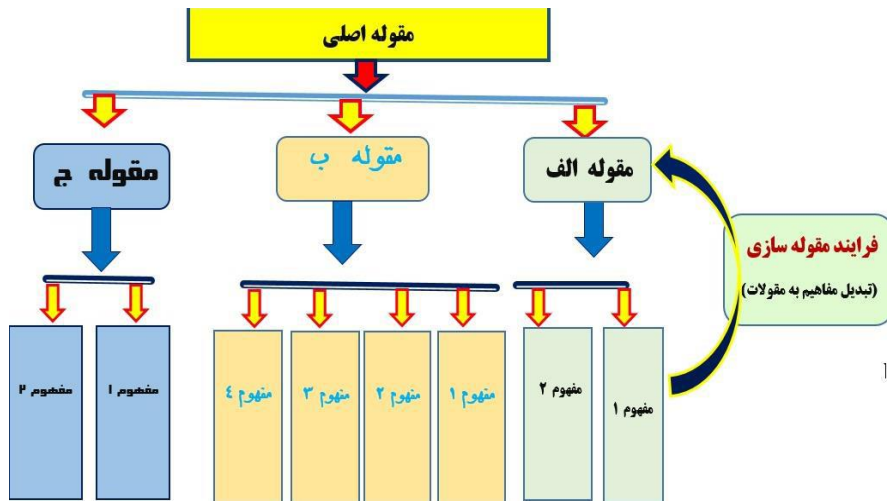 مقوله اصلی
مقوله الف
مقوله ب
مقوله ج
فرایند مقوله سازی
(تبدیل مفاهیم به مقولات)
مفهوم ۱
مفهوم ۲
مفهوم ۱
مفهوم ۲
مفهوم ۳
مفهوم ٤
مفهوم ۱
مفهوم ۲